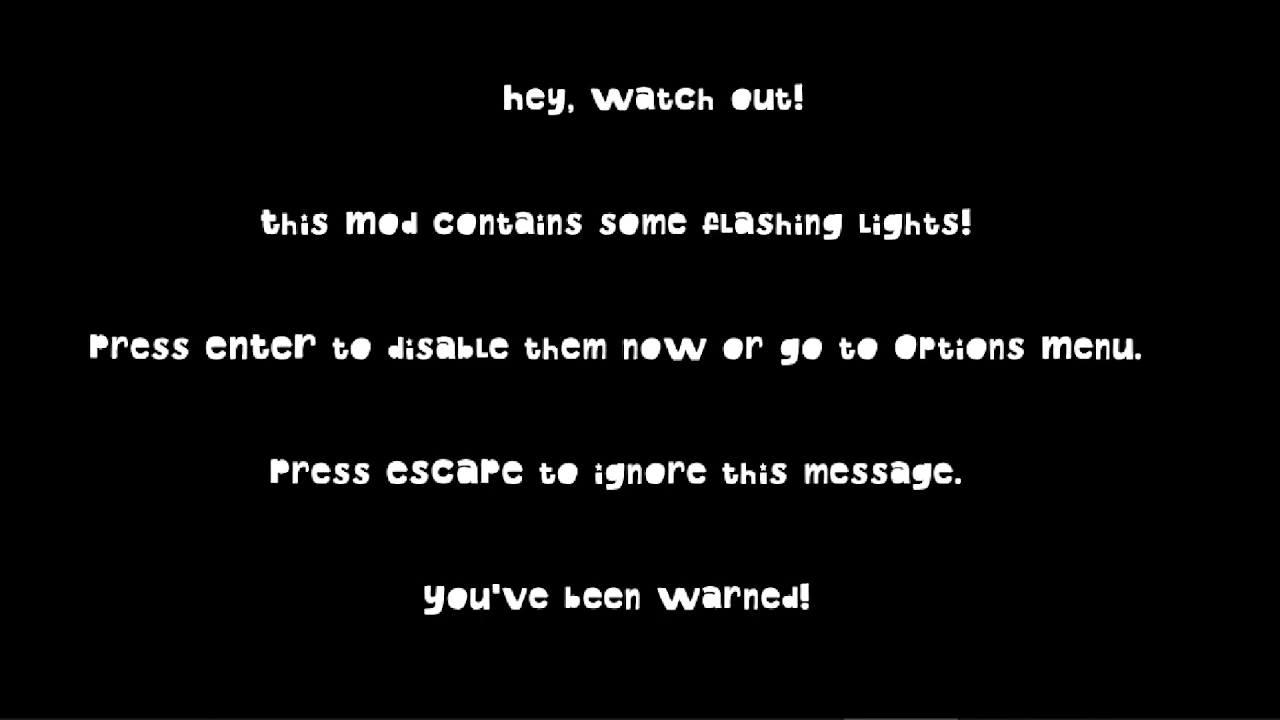 hey, watch out!
this mod contains some flashing lights!
Press enter to disable them now or go to Options menu.
Press escape to ignore this message.
you've been warned!